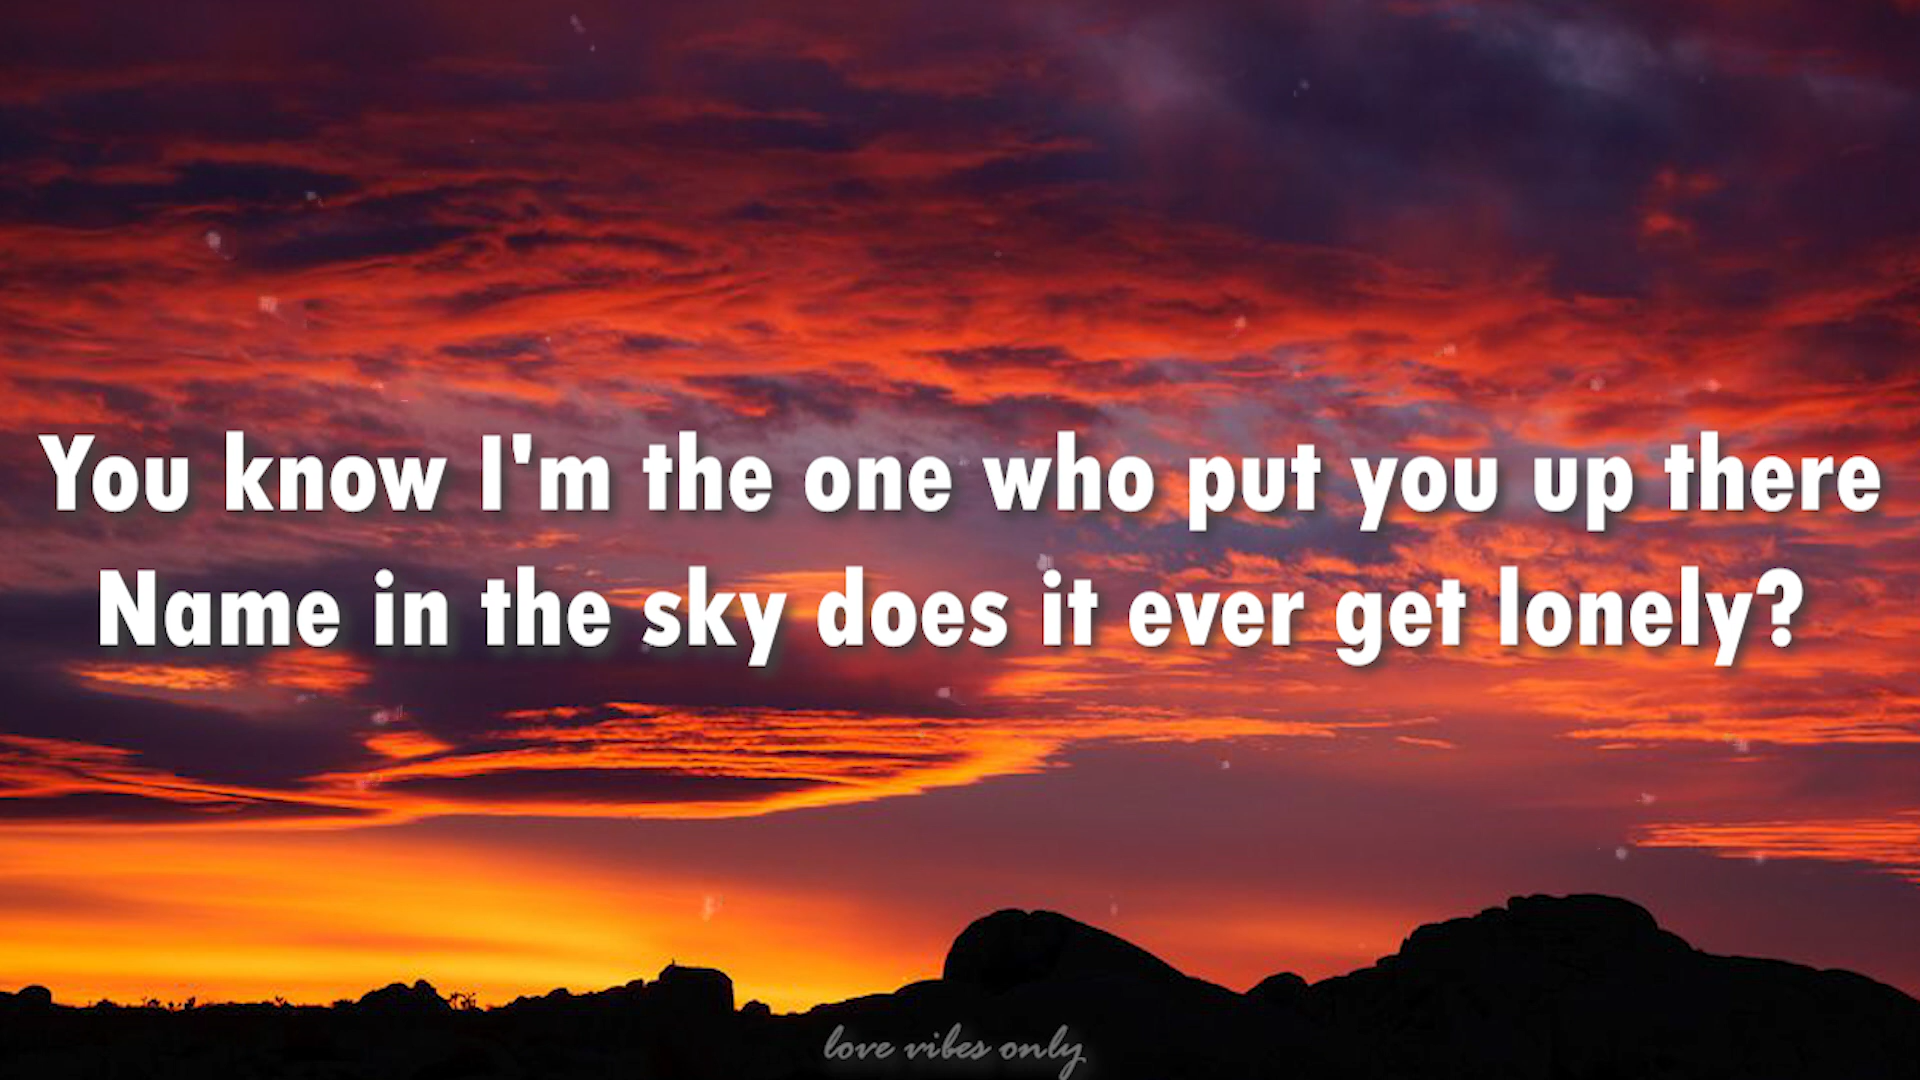 You know I'm the one who put you up there
Name in the sky does it ever get lonely?
love vibes only